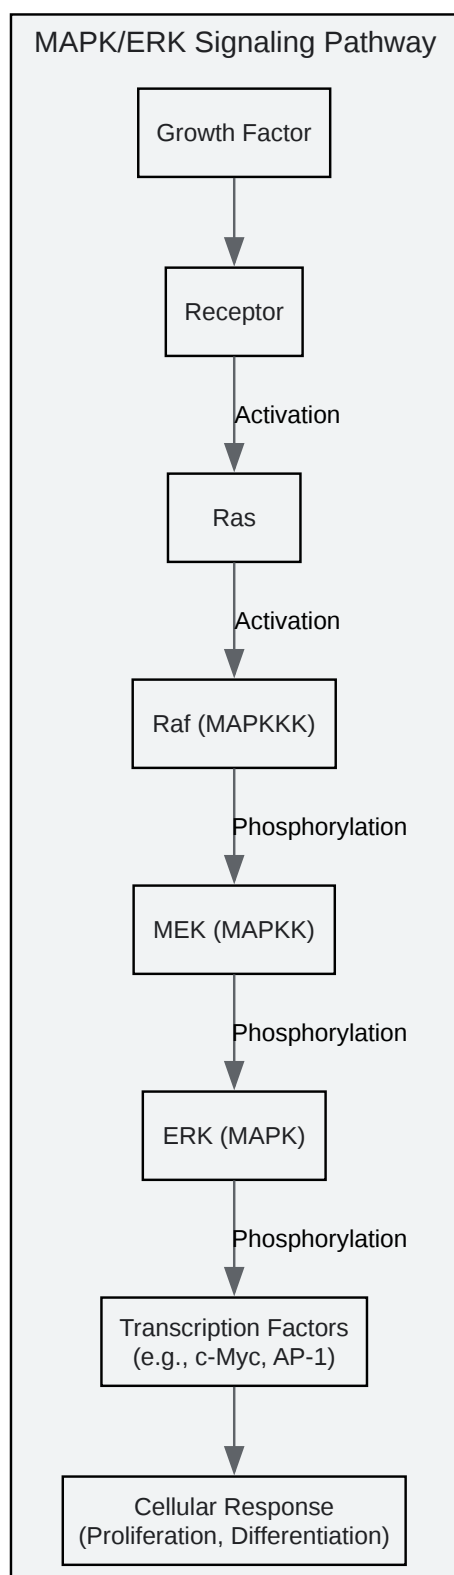 MAPK/ERK Signaling Pathway
Growth Factor
Receptor
Activation
Ras
Activation
Raf (MAPKKK)
Phosphorylation
MEK (MAPKK)
Phosphorylation
ERK (MAPK)
Phosphorylation
Transcription Factors
(e.g., c-Myc, AP-1)
Cellular Response
(Proliferation, Differentiation)